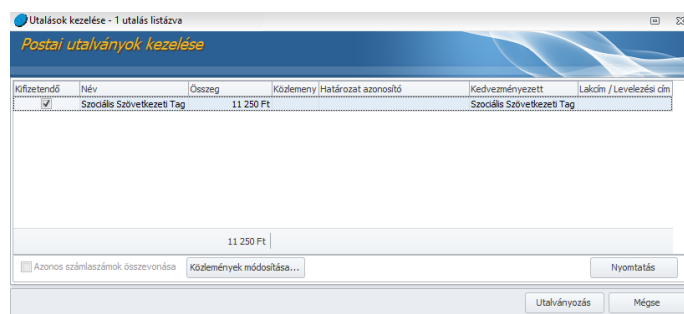 Utalások kezelése - 1 utalás listázva
Postai utalványok kezelése
Kifizetendő Név Összeg Közlemeny Határozat azonosító Kedvezményezett Lakcím / Levelezési cím
Szociális Szövetkezeti Tag 11 250 Ft Szociális Szövetkezeti Tag
11 250 Ft
Azonos számlaszámok összevonása Közlemények módosítása... Nyomtatás
Utalványozás Mégse